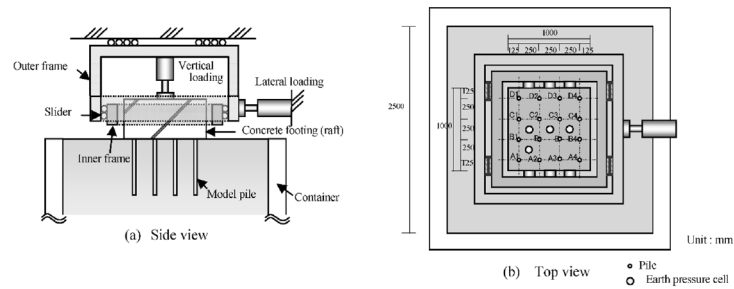 Outer frame
Vertical
loading
Lateral loading
Slider
Concrete footing (raft)
Inner frame
Model pile
Container
(a) Side view
1000
125 250 250 250 125
2500
1000
125
250
250
250
125
D1 D2 D3 D4
C1 C2 C3 C4
B1 B B B4
A1 A2 A3 A4
Unit : mm
Pile
Earth pressure cell
(b) Top view